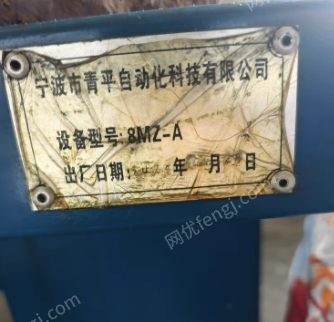 宁波市青平自动化科技有限公司
设备型号:8MZ-A
出厂日期: 年 月 日
网优fengj.com